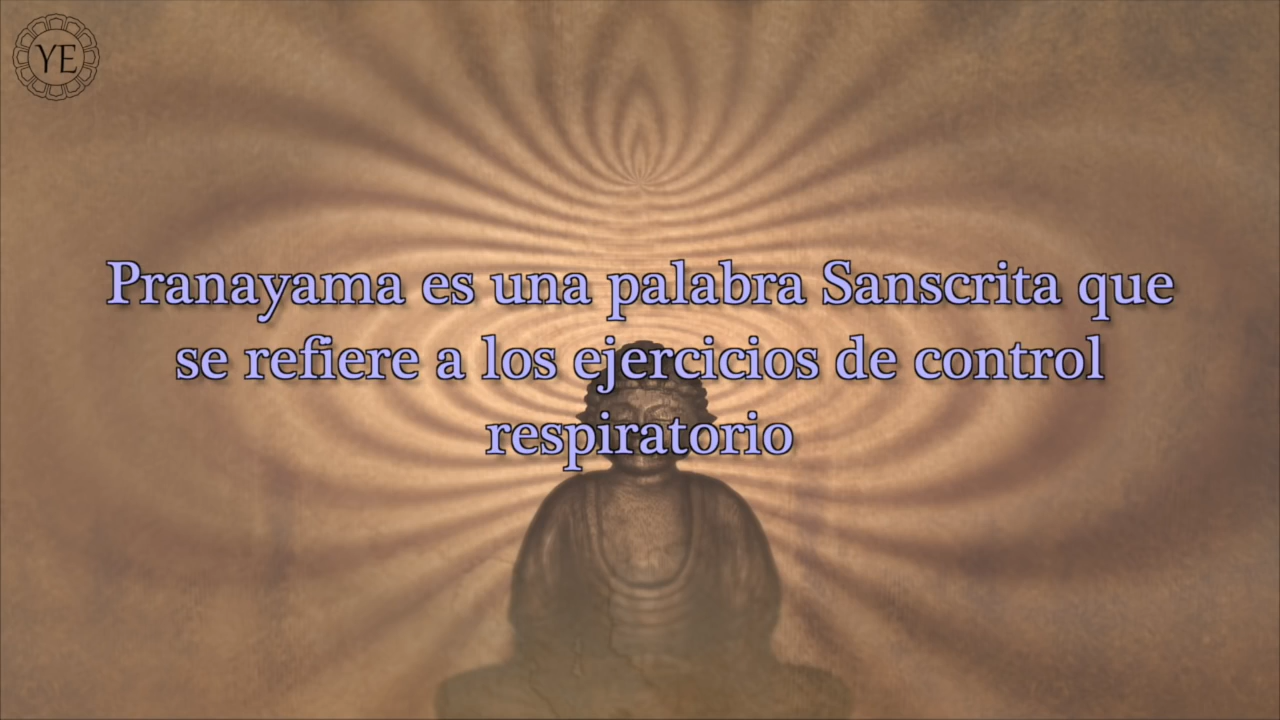 YE
Pranayama es una palabra Sanscrita que
se refiere a los ejercicios de control
respiratorio